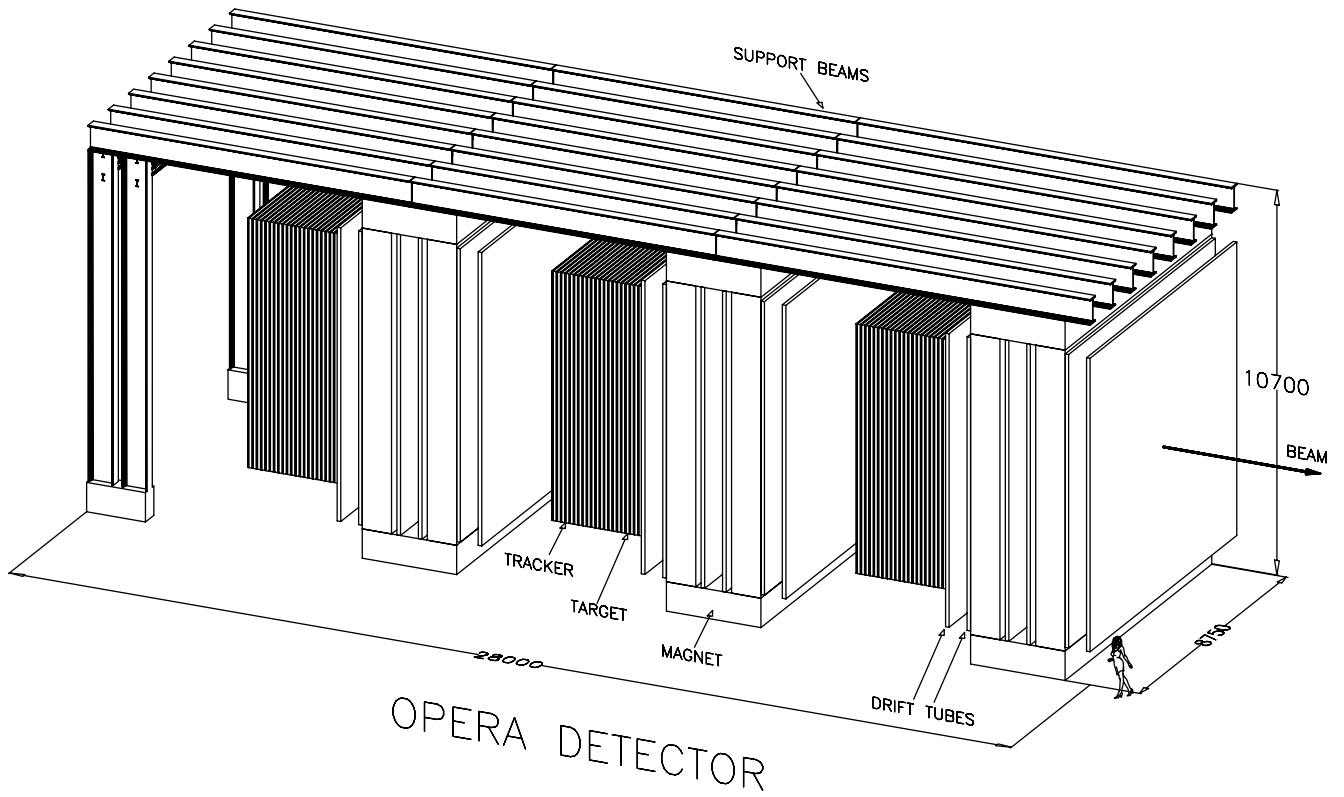 SUPPORT BEAMS
10700
BEAM
TRACKER
TARGET
MAGNET
8750
28000
DRIFT TUBES
OPERA DETECTOR